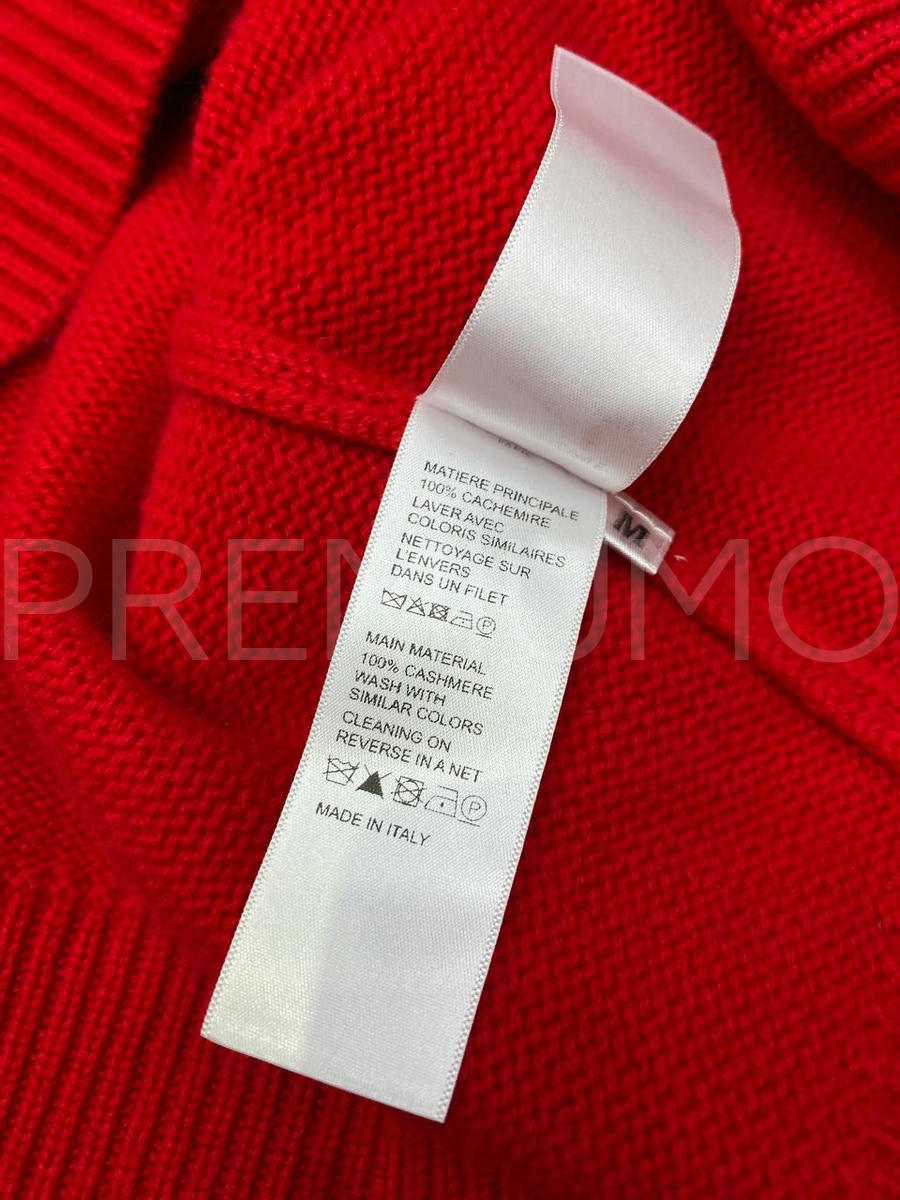 MATIERE PRINCIPALE
100% CACHEMIRE
LAVER AVEC
COLORIS SIMILAIRES
NETTOYAGE SUR
L'ENVERS
DANS UN FILET
P
MAIN MATERIAL
100% CASHMERE
WASH WITH
SIMILAR COLORS
CLEANING ON
REVERSE IN A NET
P
MADE IN ITALY
M
PREMIUMO